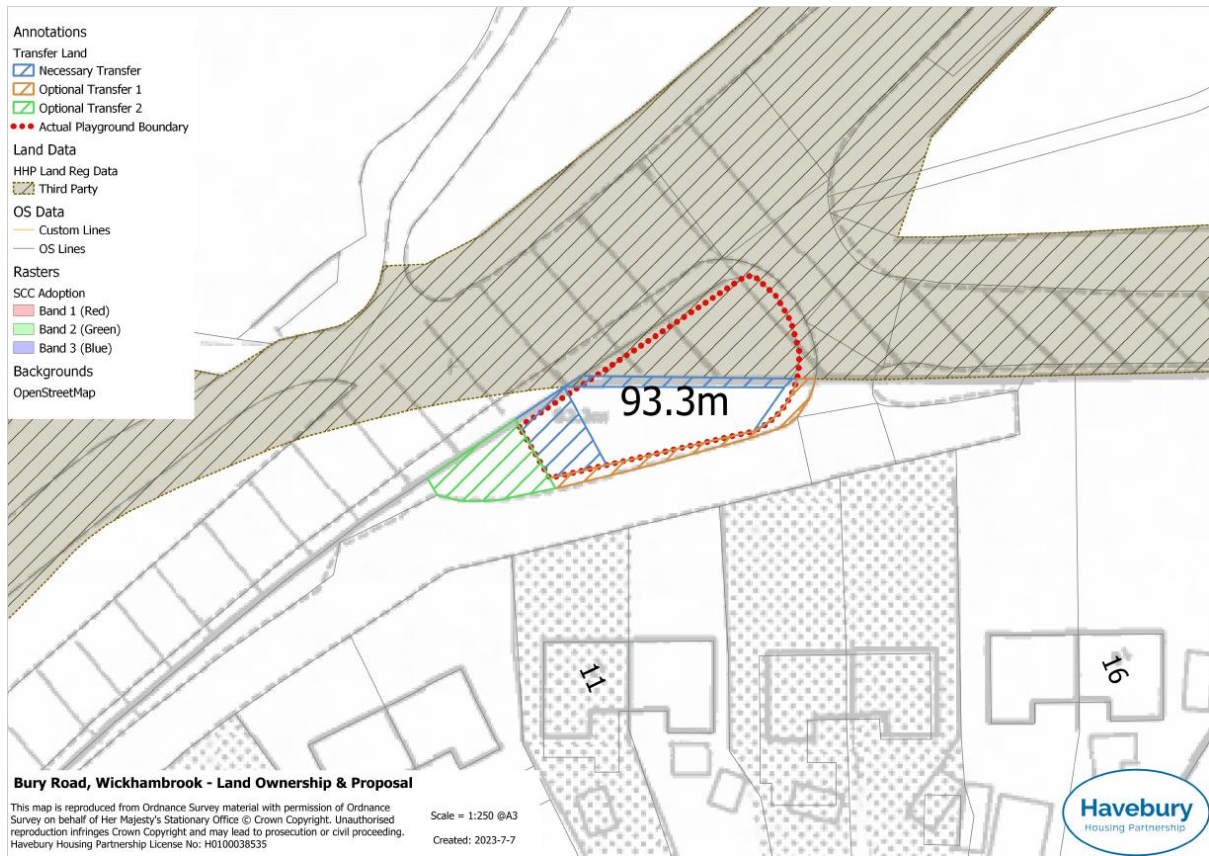 Annotations
Transfer Land
Necessary Transfer
Optional Transfer 1
Optional Transfer 2
Actual Playground Boundary
Land Data
HHP Land Reg Data
Third Party
OS Data
Custom Lines
OS Lines
Rasters
SCC Adoption
Band 1 (Red)
Band 2 (Green)
Band 3 (Blue)
Backgrounds
OpenStreetMap
93.3m
11
16
Bury Road, Wickhambrook - Land Ownership & Proposal
This map is reproduced from Ordnance Survey material with permission of Ordnance
Survey on behalf of Her Majesty's Stationary Office © Crown Copyright. Unauthorised
reproduction infringes Crown Copyright and may lead to prosecution or civil proceeding.
Havebury Housing Partnership License No: H0100038535
Scale = 1:250 @A3
Created: 2023-7-7
Havebury
Housing Partnership